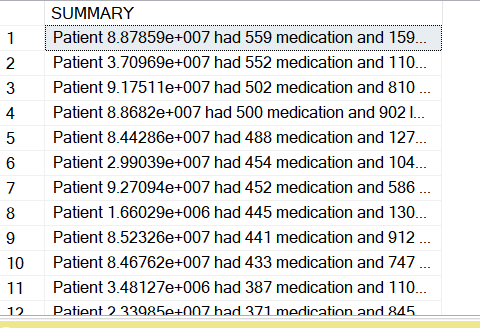 SUMMARY
1 Patient 8.87859e+007 had 559 medication and 159...
2 Patient 3.70969e+007 had 552 medication and 110...
3 Patient 9.17511e+007 had 502 medication and 810 ...
4 Patient 8.8682e+007 had 500 medication and 902 l...
5 Patient 8.44286e+007 had 488 medication and 127...
6 Patient 2.99039e+007 had 454 medication and 104...
7 Patient 9.27094e+007 had 452 medication and 586 ...
8 Patient 1.66029e+006 had 445 medication and 130...
9 Patient 8.52326e+007 had 441 medication and 912 ...
10 Patient 8.46762e+007 had 433 medication and 747 ...
11 Patient 3.48127e+006 had 387 medication and 110...
12 Patient 2.33985e+007 had 371 medication and 845